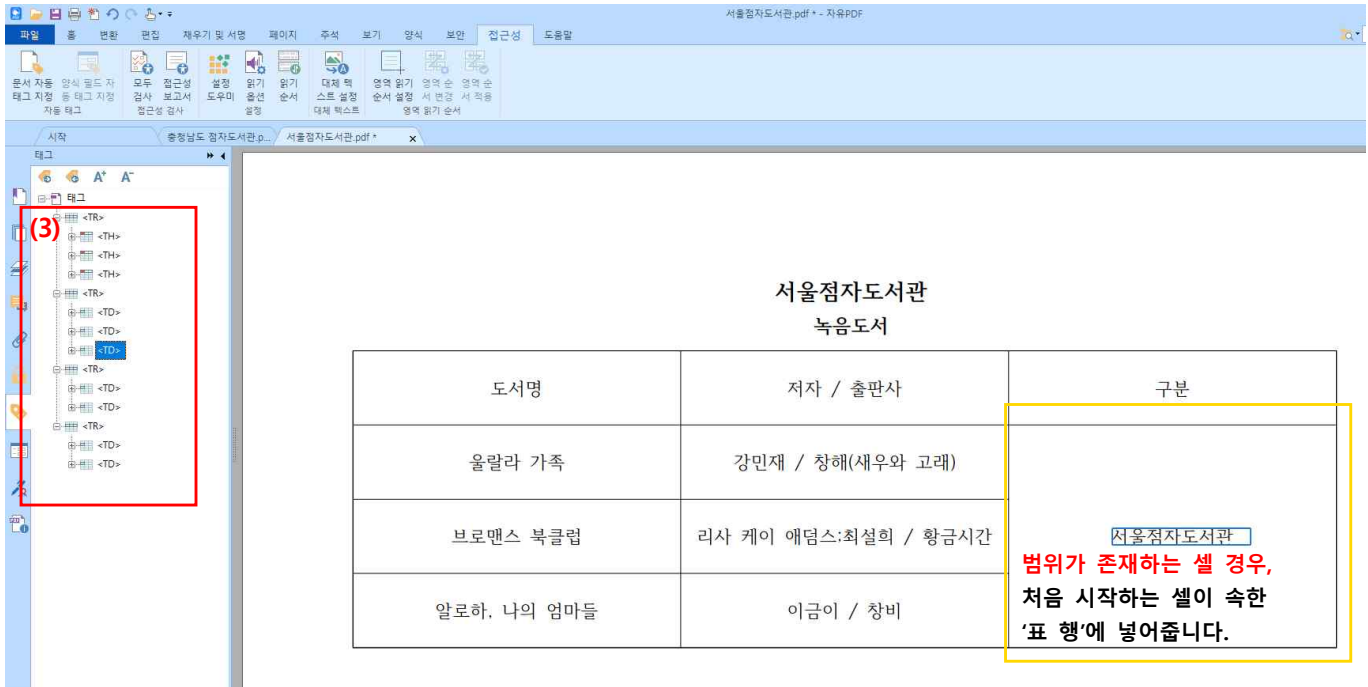 서울점자도서관.pdf * - 자유PDF
파일 홈 변환 편집 채우기 및 서명 페이지 주석 보기 양식 보안 접근성 도움말
문서 자동 태그 지정
양식 필드 자동 태그 지정
모두 검사
접근성 보고서
설정 도우미
읽기 옵션
읽기 순서
대체 텍스트 설정
영역 읽기 순서 설정
영역 순서 변경
영역 순서 적용
자동 태그 접근성 검사 설정 대체 텍스트 영역 읽기 순서
시작 충청남도 점자도서관.p... 서울점자도서관.pdf * x
태그
A+ A-
태그
<TR>
(3)
<TH>
<TH>
<TH>
<TR>
<TD>
<TD>
<TD>
<TR>
<TD>
<TD>
<TR>
<TD>
<TD>
서울점자도서관
녹음도서
도서명 저자 / 출판사 구분
울랄라 가족 강민재 / 창해(새우와 고래)
브로맨스 북클럽 리사 케이 애덤스:최설희 / 황금시간 서울점자도서관
알로하, 나의 엄마들 이금이 / 창비
범위가 존재하는 셀 경우,
처음 시작하는 셀이 속한
‘표 행’에 넣어줍니다.